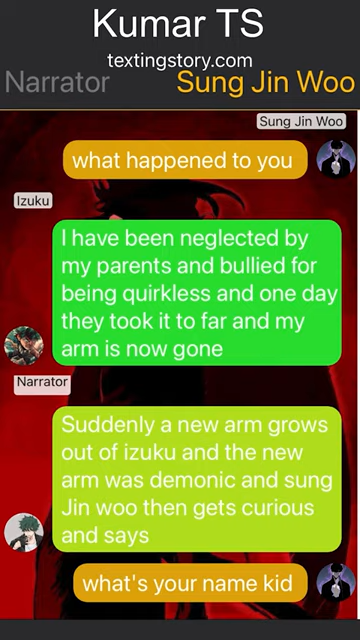 Kumar TS
textingstory.com
Narrator
Sung Jin Woo
Sung Jin Woo
what happened to you
Izuku
I have been neglected by
my parents and bullied for
being quirkless and one day
they took it to far and my
arm is now gone
Narrator
Suddenly a new arm grows
out of izuku and the new
arm was demonic and sung
Jin woo then gets curious
and says
what's your name kid